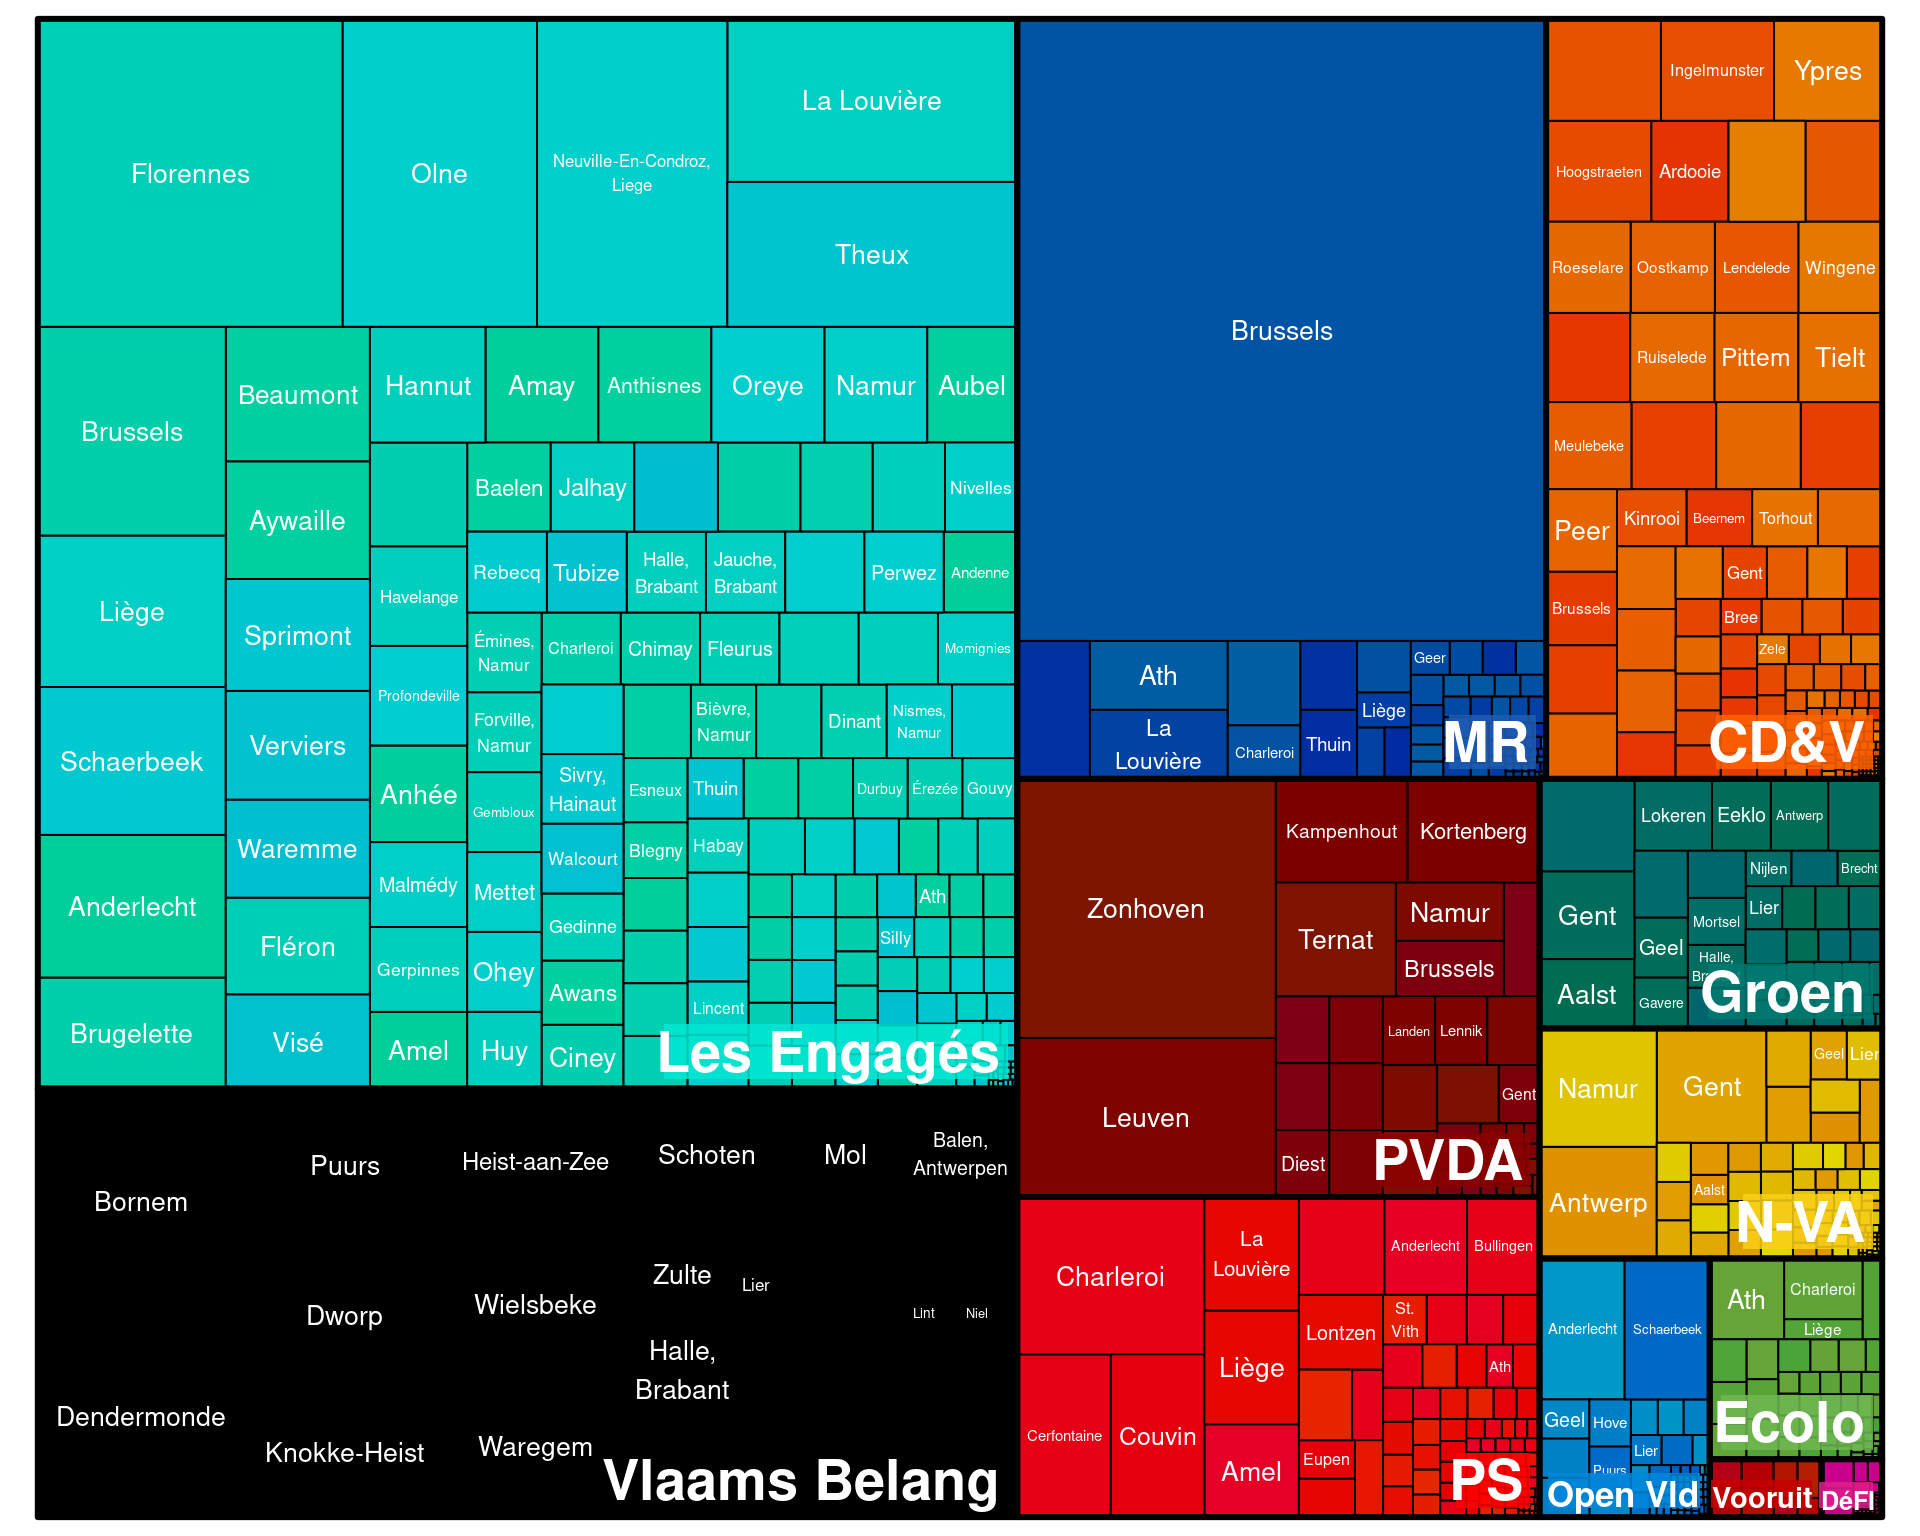 Florennes
Olne
Neuville-En-Condroz,
Liege
La Louvière
Theux
Brussels
Liège
Schaerbeek
Anderlecht
Brugelette
Beaumont
Aywaille
Sprimont
Verviers
Waremme
Fléron
Visé
Hannut
Amay
Anthisnes
Oreye
Namur
Aubel
Havelange
Profondeville
Anhée
Malmédy
Gerpinnes
Amel
Baelen
Jalhay
Nivelles
Rebecq
Tubize
Halle,
Brabant
Jauche,
Brabant
Perwez
Andenne
Émines,
Namur
Charleroi
Chimay
Fleurus
Momignies
Forville,
Namur
Gembloux
Mettet
Ohey
Huy
Bièvre,
Namur
Dinant
Nismes,
Namur
Sivry,
Hainaut
Walcourt
Gedinne
Awans
Ciney
Esneux
Thuin
Durbuy
Érezée
Gouvy
Blegny
Habay
Ath
Silly
Lincent
Les Engagés
Bornem
Dendermonde
Puurs
Dworp
Knokke-Heist
Heist-aan-Zee
Wielsbeke
Waregem
Schoten
Mol
Balen,
Antwerpen
Zulte
Lier
Lint
Niel
Halle,
Brabant
Vlaams Belang
Brussels
Ath
La
Louvière
Charleroi
Thuin
Liège
Geer
MR
Zonhoven
Leuven
Kampenhout
Kortenberg
Ternat
Namur
Brussels
Landen
Lennik
Gent
Diest
PVDA
Charleroi
Cerfontaine
Couvin
La
Louvière
Liège
Amel
Anderlecht
Bullingen
Lontzen
St.
Vith
Ath
Eupen
PS
Ingelmunster
Ypres
Hoogstraeten
Ardooie
Roeselare
Oostkamp
Lendelede
Wingene
Ruiselede
Pittem
Tielt
Meulebeke
Peer
Kinrooi
Beernem
Torhout
Brussels
Gent
Bree
Zele
CD&V
Lokeren
Eeklo
Antwerp
Gent
Aalst
Nijlen
Brecht
Mortsel
Lier
Geel
Halle,
Gavere
Groen
Namur
Antwerp
Gent
Geel
Lier
Aalst
N-VA
Anderlecht
Schaerbeek
Geel
Hove
Lier
Puurs
Open Vld
Ath
Charleroi
Liège
Ecolo
Vooruit
DéFI